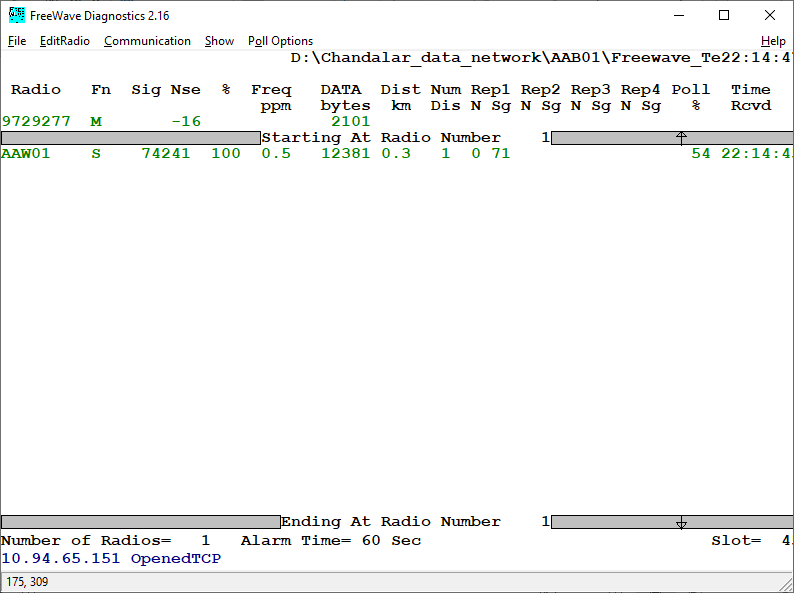 FreeWave Diagnostics 2.16
File EditRadio Communication Show Poll Options Help
D:\Chandalar_data_network\AAB01\Freewave_Te22:14:47
Radio Fn Sig Nse % Freq DATA Dist Num Rep1 Rep2 Rep3 Rep4 Poll Time
ppm bytes km Dis N Sg N Sg N Sg N Sg % Rcvd
9729277 M -16 2101
Starting At Radio Number 1
AAW01 S 74241 100 0.5 12381 0.3 1 0 71 54 22:14:4
Ending At Radio Number 1
Number of Radios= 1 Alarm Time= 60 Sec Slot= 4
10.94.65.151 OpenedTCP
175, 309